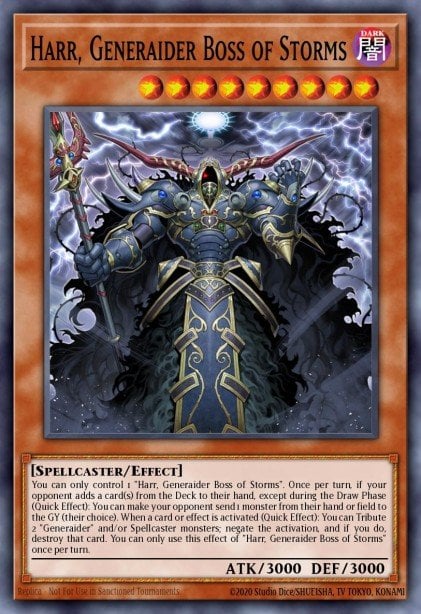 Harr, Generaider Boss of Storms
DARK
闇
[Spellcaster/Effect]
You can only control 1 "Harr, Generaider Boss of Storms". Once per turn, if your
opponent adds a card(s) from the Deck to their hand, except during the Draw Phase
(Quick Effect): You can make your opponent send 1 monster from their hand or field to
the GY (their choice). When a card or effect is activated (Quick Effect): You can Tribute
2 "Generaider" and/or Spellcaster monsters; negate the activation, and if you do,
destroy that card. You can only use this effect of "Harr, Generaider Boss of Storms"
once per turn.
ATK/3000 DEF/3000
Replica - Not For Use in Sanctioned Tournaments
©2020 Studio Dice/SHUEISHA, TV TOKYO, KONAMI